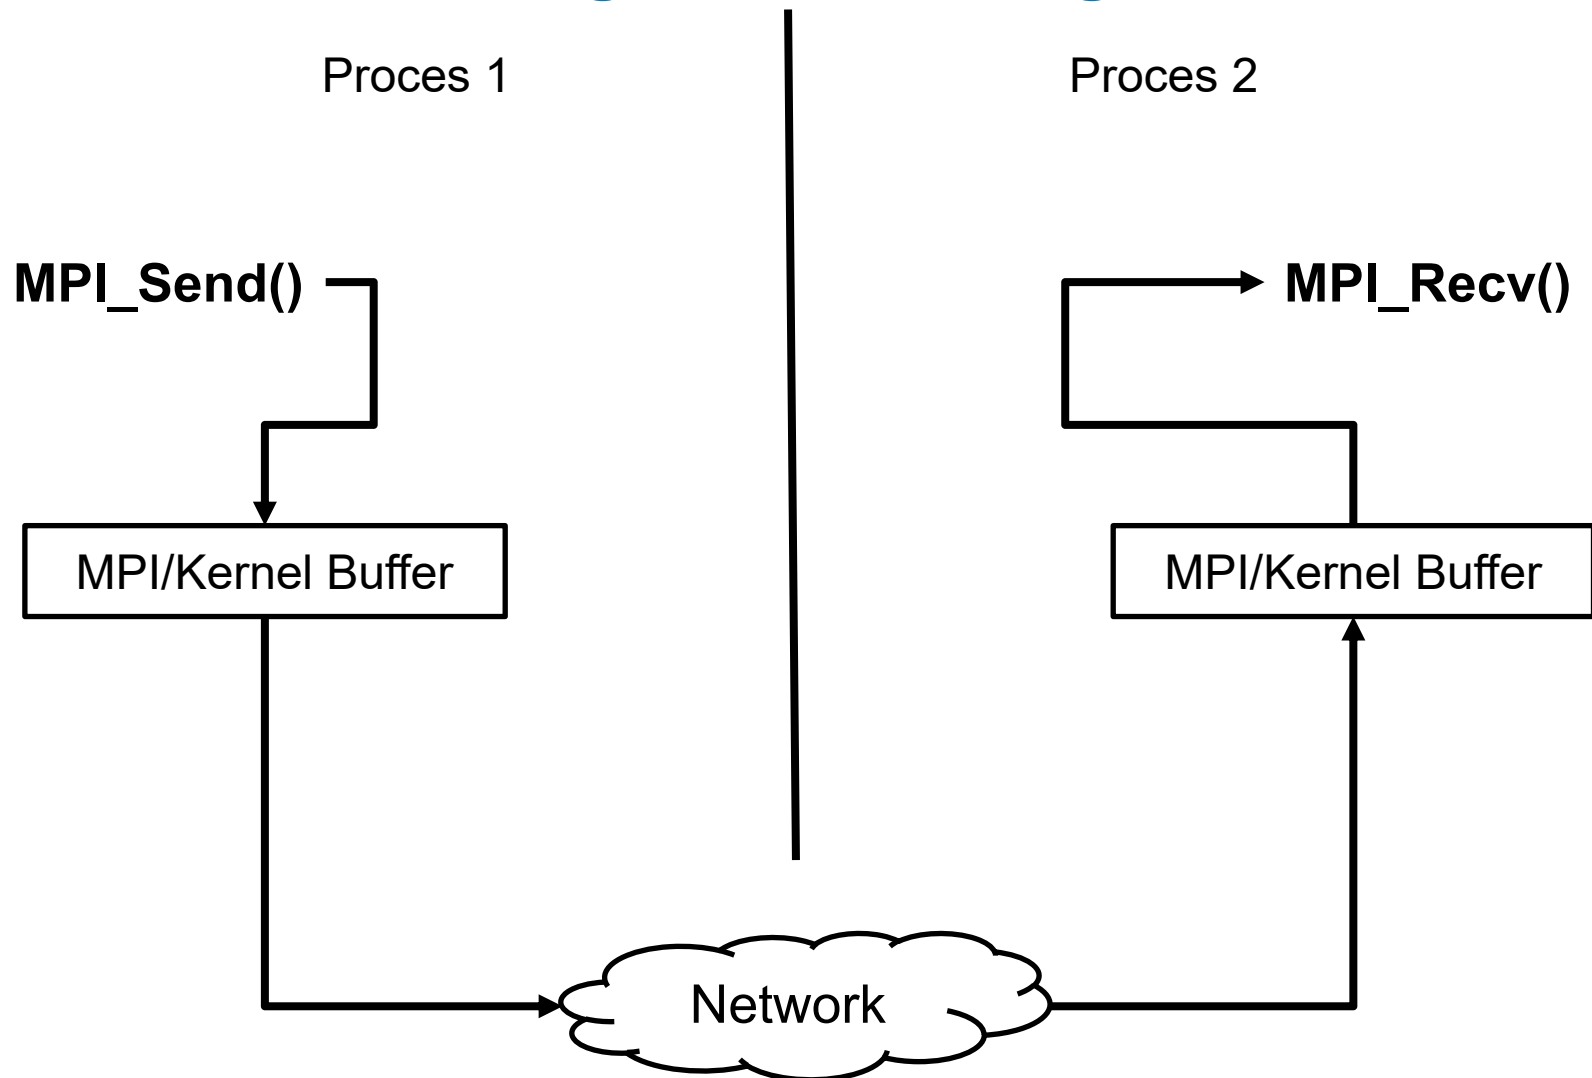 Proces 1
Proces 2
MPI_Send()
MPI_Recv()
MPI/Kernel Buffer
MPI/Kernel Buffer
Network